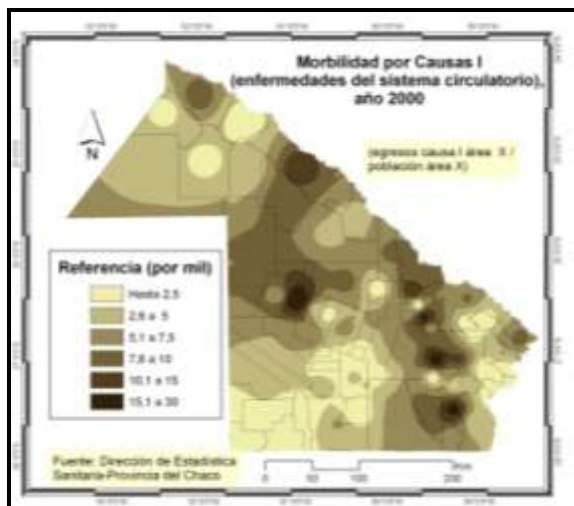 Morbilidad por Causas I
(enfermedades del sistema circulatorio),
año 2000
(egresos causa I área X /
población área X)
N
Referencia (por mil)
Hasta 2,5
2,6 a 5
5,1 a 7,5
7,6 a 10
10,1 a 15
15,1 a 30
Fuente: Dirección de Estadística
Sanitaria-Provincia del Chaco
0 50 100 200